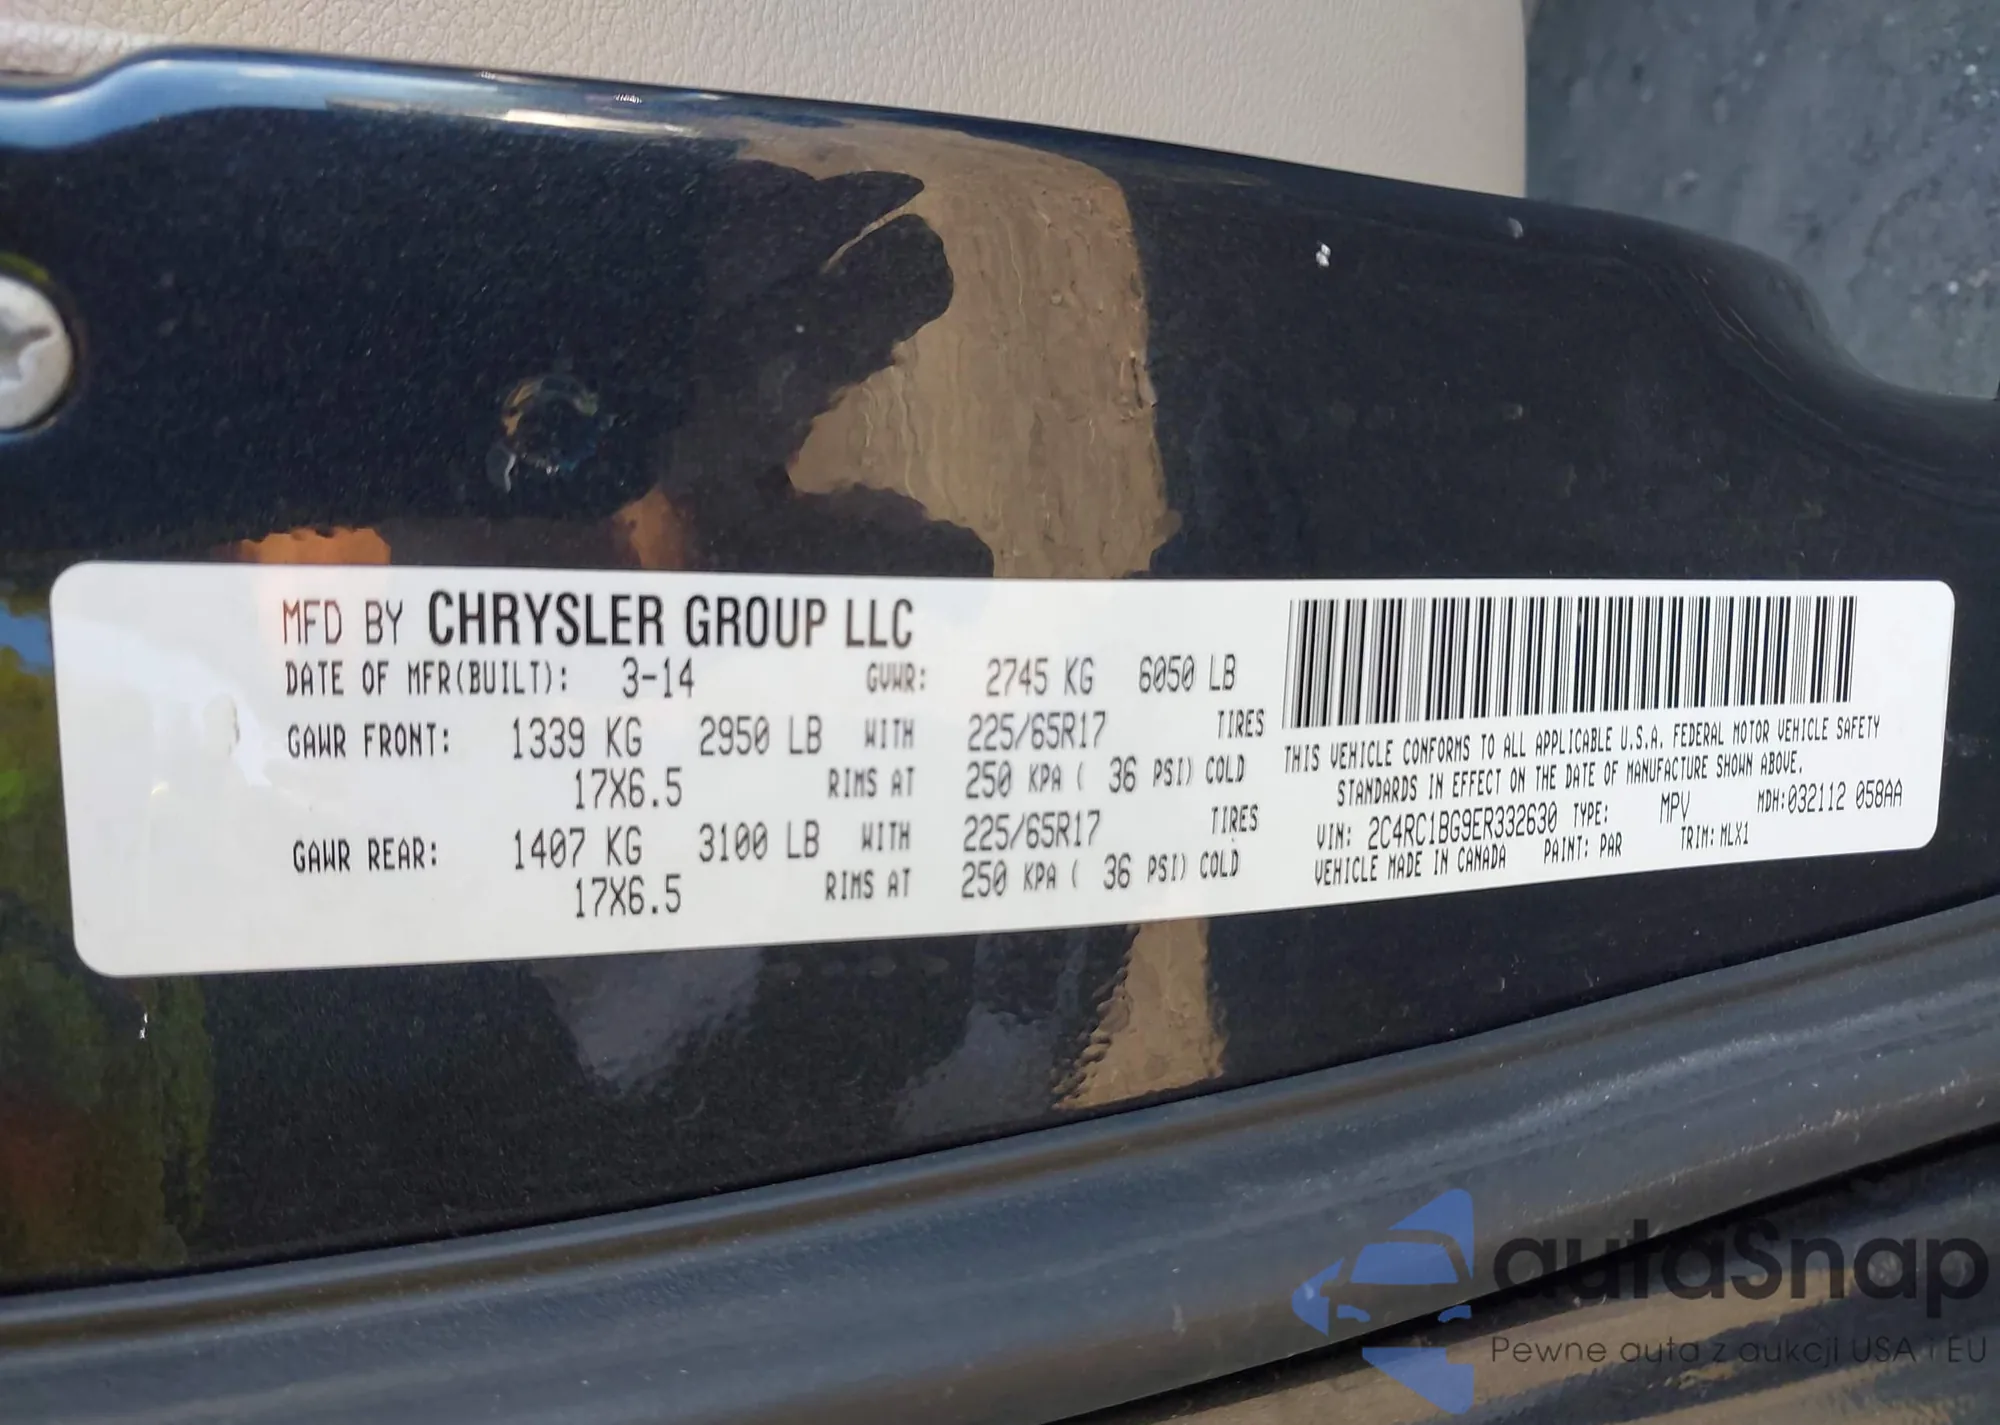 MFD BY CHRYSLER GROUP LLC
DATE OF MFR(BUILT): 3-14 GVWR: 2745 KG 6050 LB
GAWR FRONT: 1339 KG 2950 LB WITH 225/65R17 TIRES
17X6.5 RIMS AT 250 KPA ( 36 PSI) COLD
GAWR REAR: 1407 KG 3100 LB WITH 225/65R17 TIRES
17X6.5 RIMS AT 250 KPA ( 36 PSI) COLD
THIS VEHICLE CONFORMS TO ALL APPLICABLE U.S.A. FEDERAL MOTOR VEHICLE SAFETY
STANDARDS IN EFFECT ON THE DATE OF MANUFACTURE SHOWN ABOVE.
VIN: 2C4RC1BG9ER332630 TYPE: MPV MDH:032112 058AA
VEHICLE MADE IN CANADA PAINT: PAR TRIM: MLX1
autaSnap
Pewne auta z aukcji USA i EU